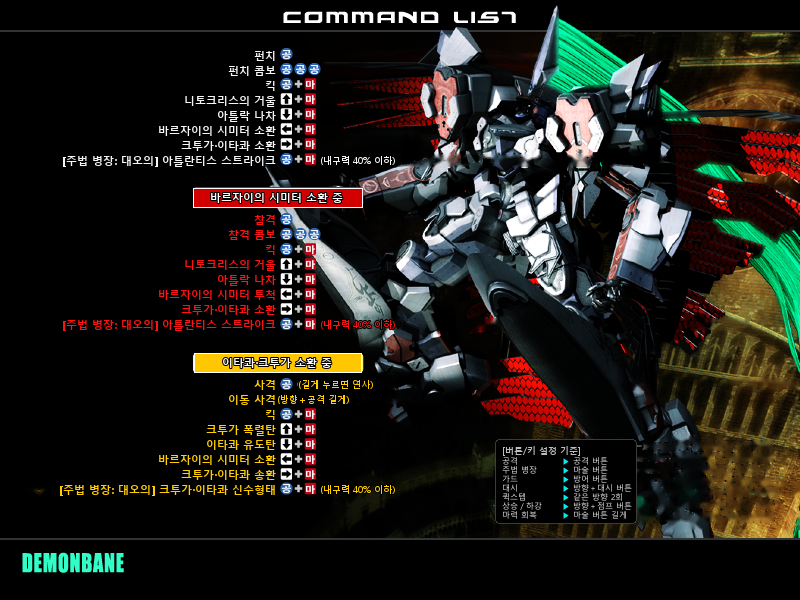 COMMAND LIST
펀치 공
펀치 콤보 공 공 공
킥 공 + 마
니토크리스의 거울 ↑ + 마
아틀락 나차 ↓ + 마
바르자이의 시미터 소환 ← + 마
크투가·이타콰 소환 → + 마
[주법 병장: 대오의] 아틀란티스 스트라이크 공 + 마 (내구력 40% 이하)
바르자이의 시미터 소환 중
참격 공
참격 콤보 공 공 공
킥 공 + 마
니토크리스의 거울 ↑ + 마
아틀락 나차 ↓ + 마
바르자이의 시미터 투척 ← + 마
크투가·이타콰 소환 → + 마
[주법 병장: 대오의] 아틀란티스 스트라이크 공 + 마 (내구력 40% 이하)
이타콰·크투가 소환 중
사격 공 (길게 누르면 연사)
이동 사격 (방향 + 공격 길게)
킥 공 + 마
크투가 폭렬탄 ↑ + 마
이타콰 유도탄 ↓ + 마
바르자이의 시미터 소환 ← + 마
크투가·이타콰 송환 → + 마
[주법 병장: 대오의] 크투가·이타콰 신수형태 공 + 마 (내구력 40% 이하)
[버튼/키 설정 기준]
공격 ▶ 공격 버튼
주법 병장 ▶ 마술 버튼
가드 ▶ 방어 버튼
대시 ▶ 방향 + 대시 버튼
퀵스텝 ▶ 같은 방향 2회
상승 / 하강 ▶ 방향 + 점프 버튼
마력 회복 ▶ 마술 버튼 길게
DEMONBANE